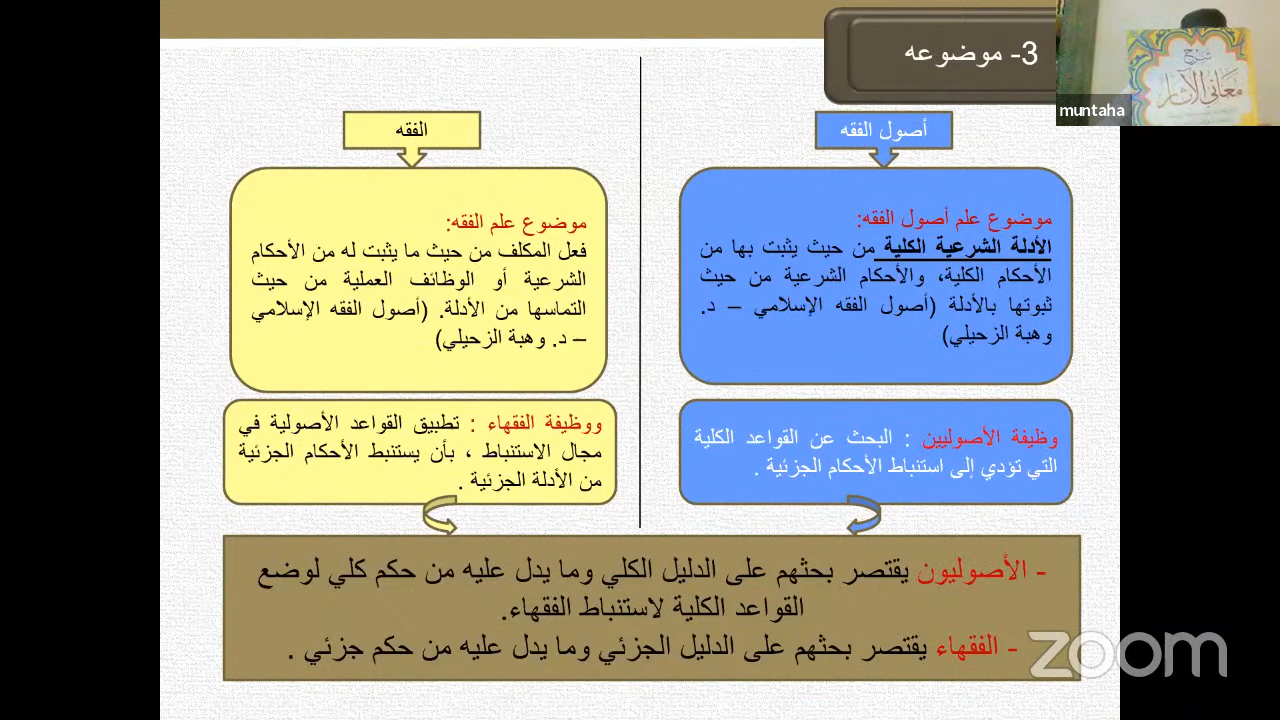 3- موضوعه
شرح
معاني الآثار
muntaha
أصول الفقه
موضوع علم أصول الفقه:
الأدلة الشرعية الكلية من حيث يثبت بها من
الأحكام الكلية، والأحكام الشرعية من حيث
ثبوتها بالأدلة (أصول الفقه الإسلامي – د.
وهبة الزحيلي)
وظيفة الأصوليين : البحث عن القواعد الكلية
التي تؤدي إلى استنباط الأحكام الجزئية .
الفقه
موضوع علم الفقه:
فعل المكلف من حيث ما يثبت له من الأحكام
الشرعية أو الوظائف العملية من حيث
التماسها من الأدلة. (أصول الفقه الإسلامي
– د. وهبة الزحيلي)
ووظيفة الفقهاء : تطبيق القواعد الأصولية في
مجال الاستنباط ، بأن يستنبط الأحكام الجزئية
من الأدلة الجزئية .
- الأصوليون يقتصر بحثهم على الدليل الكلي وما يدل عليه من حكم كلي لوضع
القواعد الكلية لاستنباط الفقهاء.
- الفقهاء يقتصر بحثهم على الدليل الجزئي وما يدل عليه من حكم جزئي .
zoom